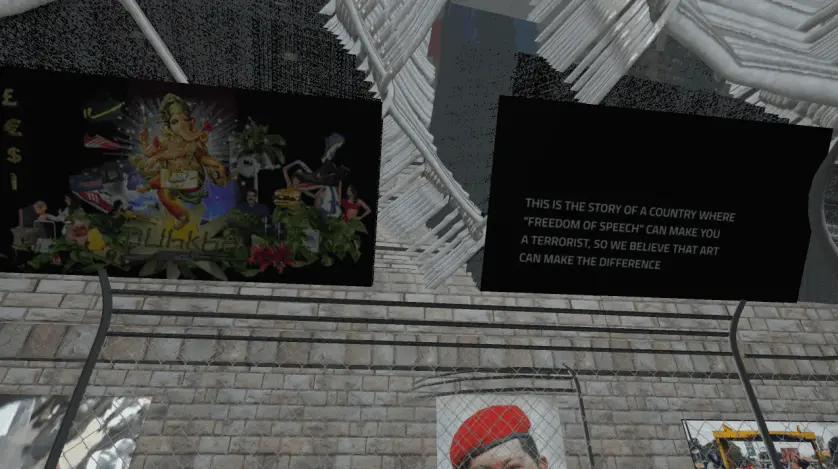 £
€
$
THIS IS THE STORY OF A COUNTRY WHERE
"FREEDOM OF SPEECH" CAN MAKE YOU
A TERRORIST, SO WE BELIEVE THAT ART
CAN MAKE THE DIFFERENCE